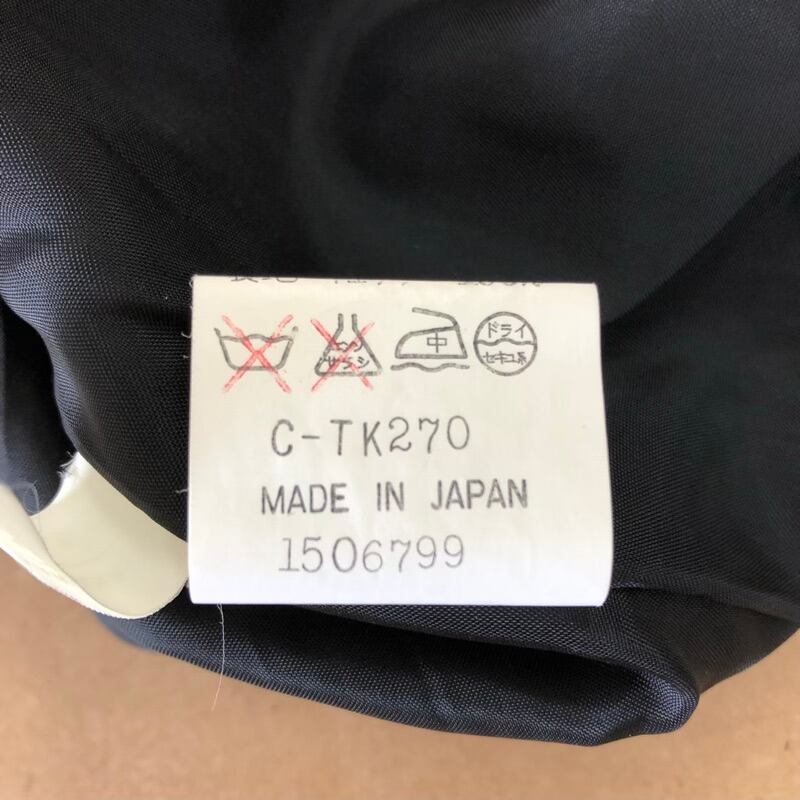 エンソ
サラシ
中
ドライ
セキユ系
C-TK270
MADE IN JAPAN
1506799